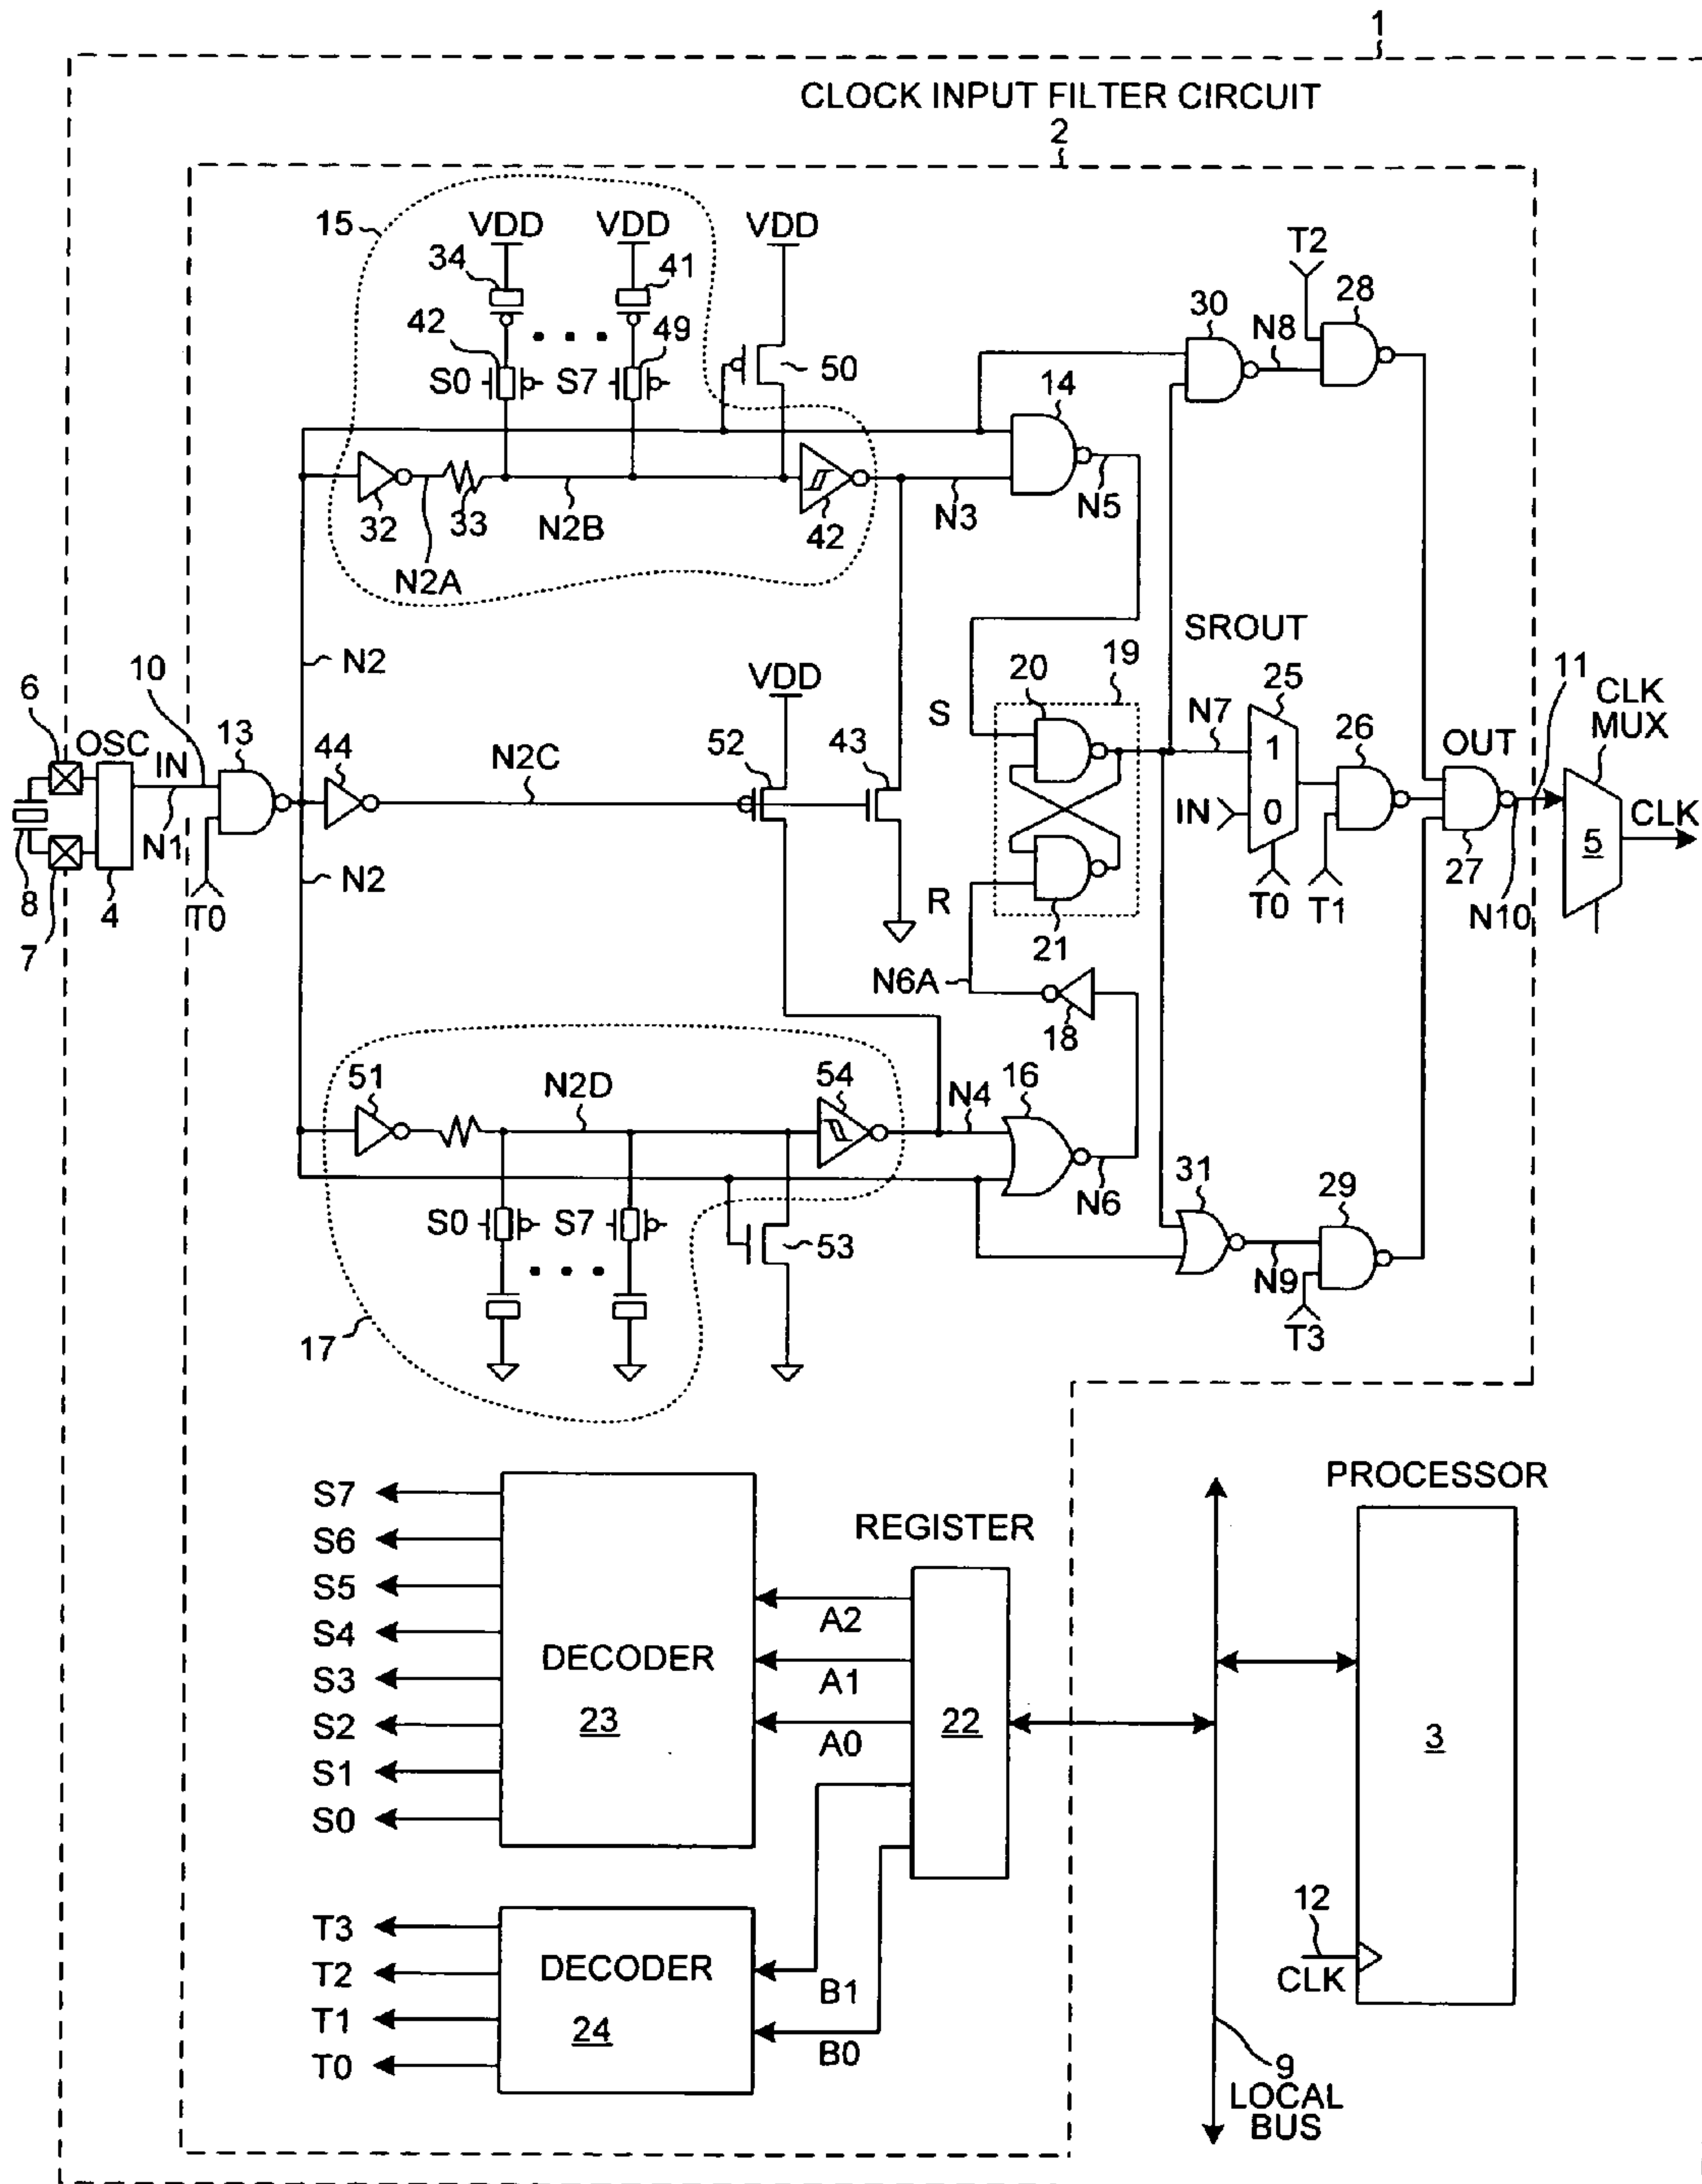 1
CLOCK INPUT FILTER CIRCUIT
2
15
VDD
VDD
VDD
T2
34
41
30
28
42
49
N8
S0
S7
50
14
32
33
N2B
42
N3
N5
N2A
SROUT
N2
10
VDD
20
19
25
11
CLK
MUX
6
OSC
IN
13
44
N2C
52
43
S
N7
26
OUT
1
IN
0
5
CLK
N1
N2
27
8
4
T0
R
T0
T1
N10
7
21
N6A
18
51
N2D
54
N4
16
31
29
N6
S0
S7
53
N9
T3
17
PROCESSOR
S7
REGISTER
S6
S5
A2
S4
DECODER
A1
S3
23
22
3
S2
A0
S1
S0
12
T3
DECODER
T2
B1
CLK
T1
24
B0
T0
9
LOCAL
BUS